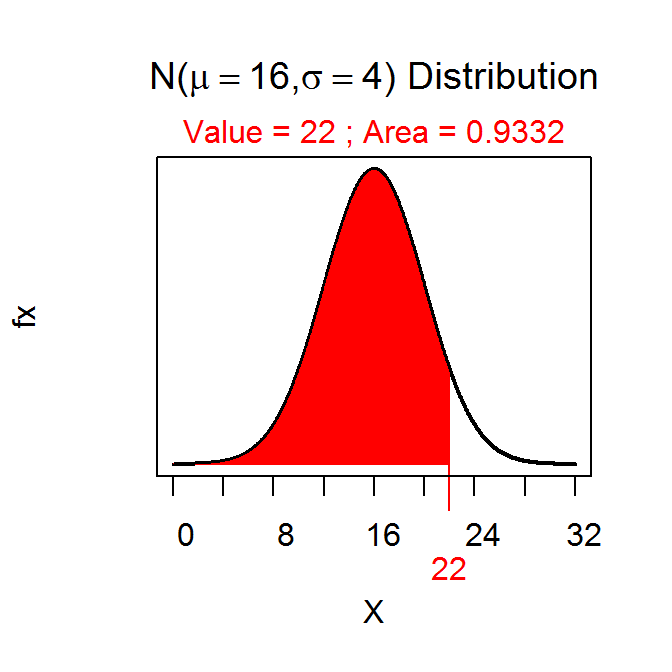 N(μ = 16,σ = 4) Distribution
Value = 22 ; Area = 0.9332
fx
0 8 16 24 32
22
X